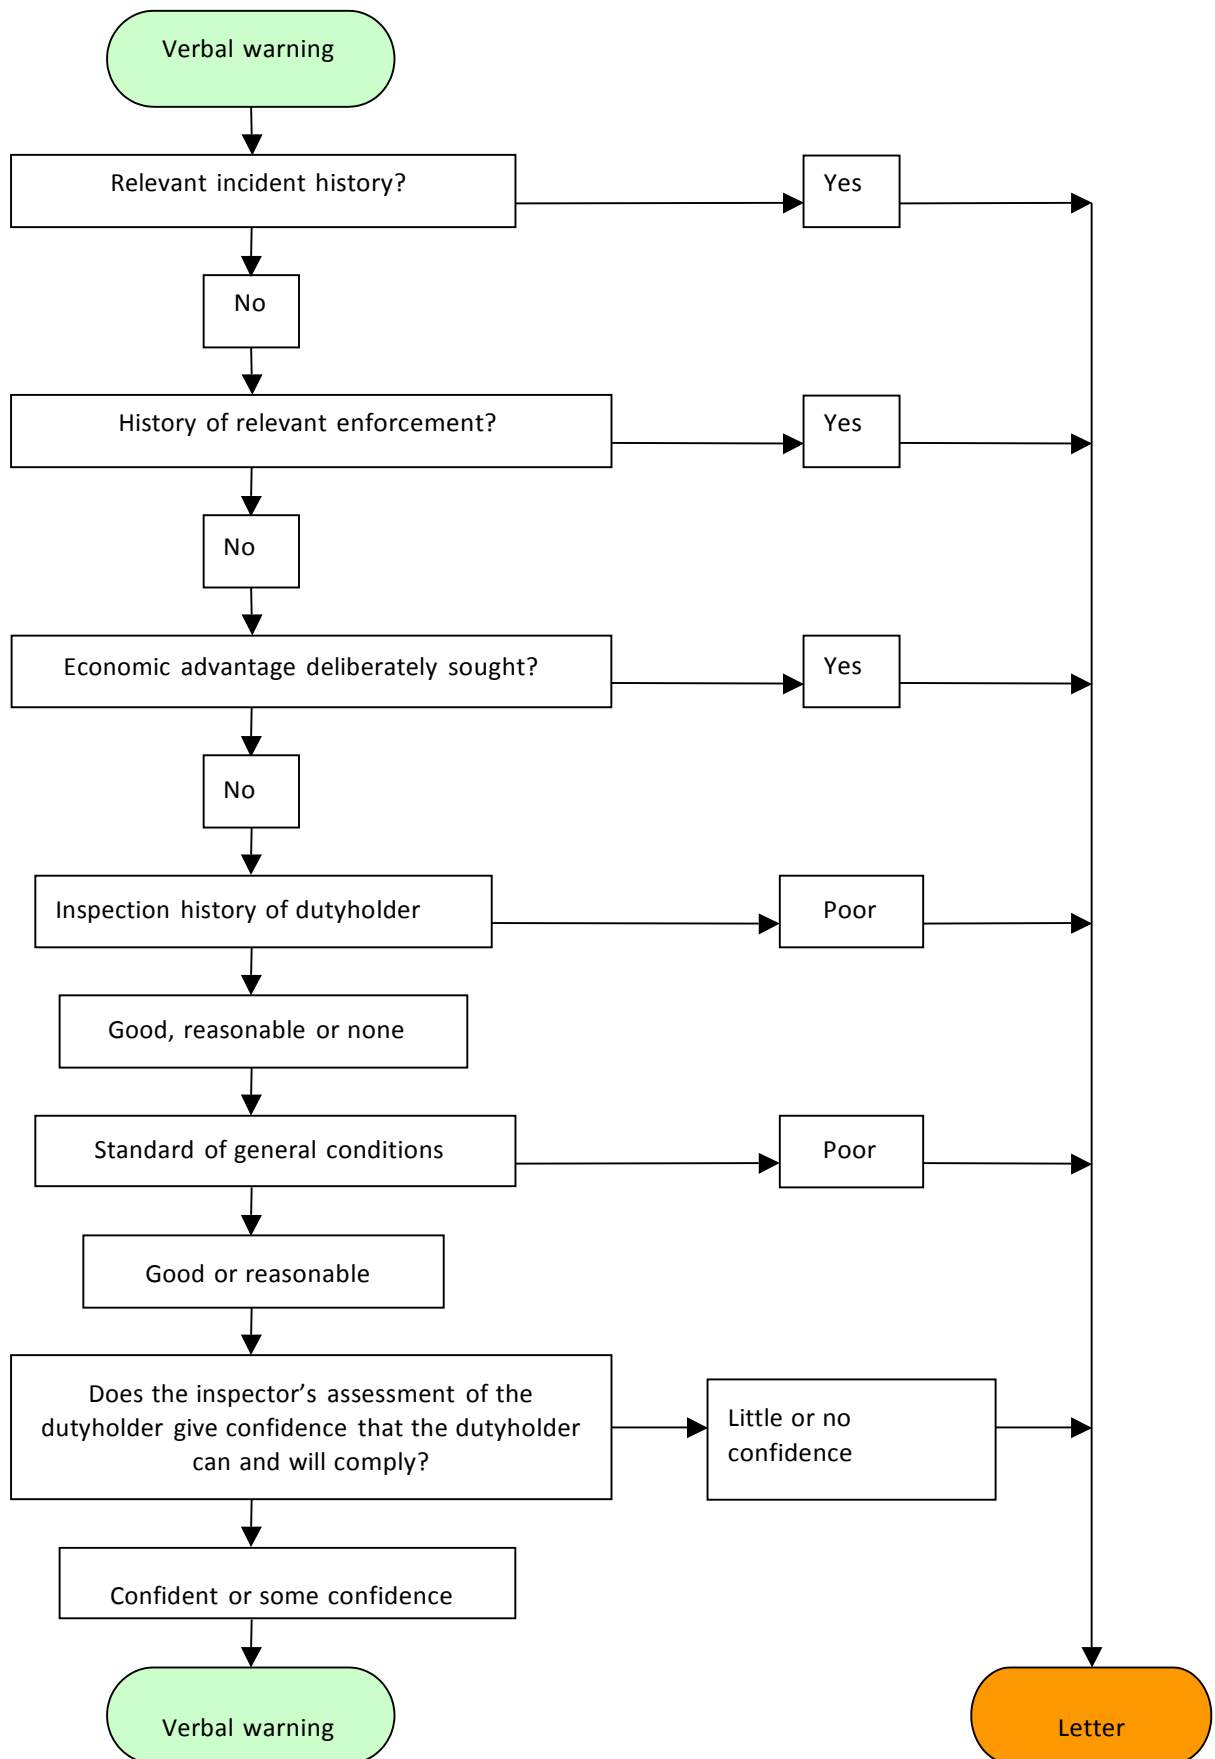 Verbal warning
Relevant incident history?
Yes
No
History of relevant enforcement?
Yes
No
Economic advantage deliberately sought?
Yes
No
Inspection history of dutyholder
Poor
Good, reasonable or none
Standard of general conditions
Poor
Good or reasonable
Does the inspector’s assessment of the
dutyholder give confidence that the dutyholder
can and will comply?
Little or no
confidence
Confident or some confidence
Verbal warning
Letter